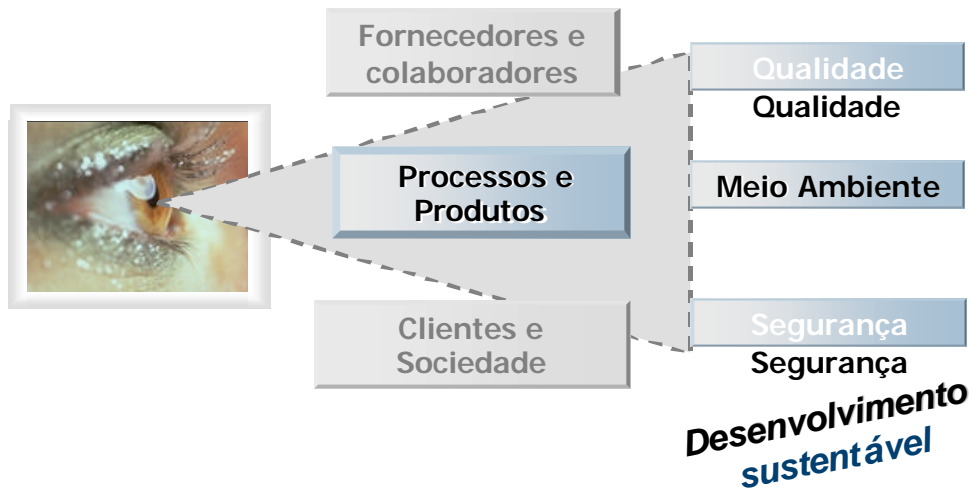 Fornecedores e
colaboradores
Processos e
Produtos
Clientes e
Sociedade
Qualidade
Qualidade
Meio Ambiente
Segurança
Segurança
Desenvolvimento
sustentável